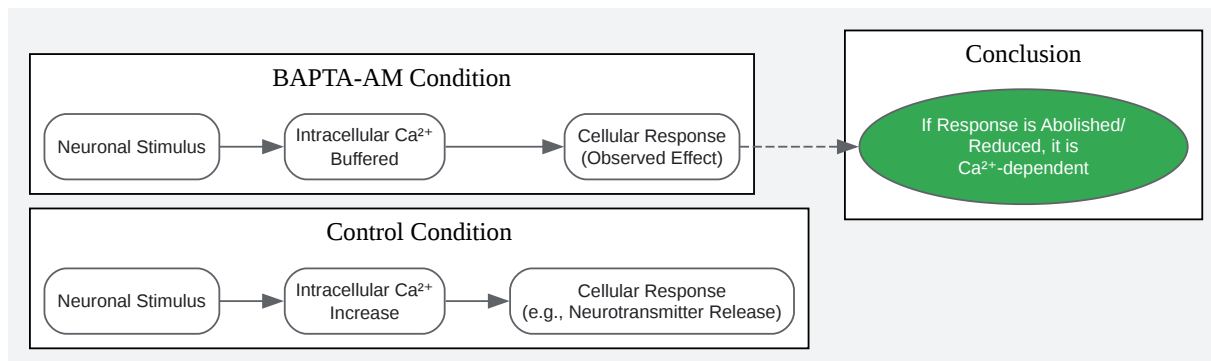 BAPTA-AM Condition
Neuronal Stimulus
Intracellular Ca²⁺
Buffered
Cellular Response
(Observed Effect)
Conclusion
If Response is Abolished/
Reduced, it is
Ca²⁺-dependent
Control Condition
Neuronal Stimulus
Intracellular Ca²⁺
Increase
Cellular Response
(e.g., Neurotransmitter Release)